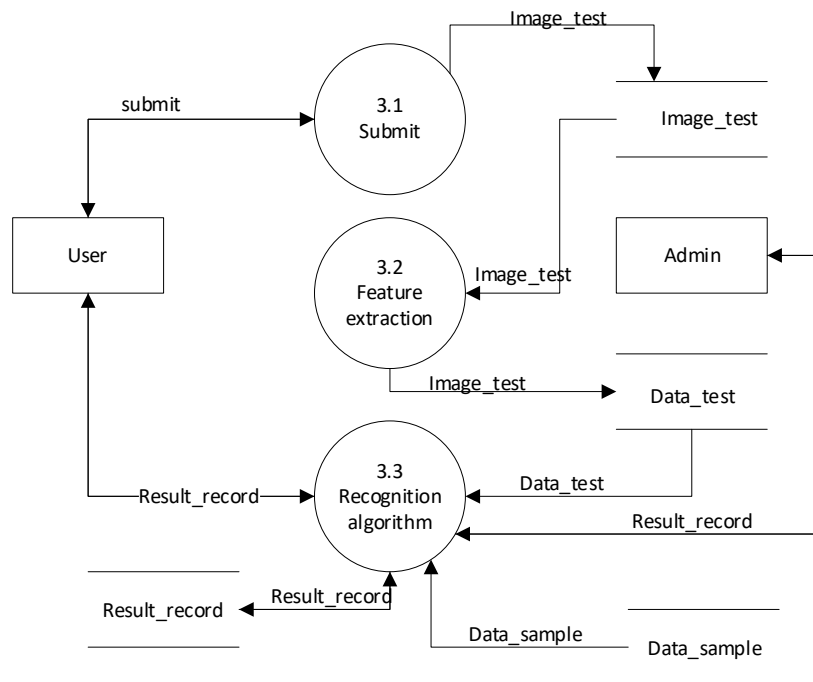 Image_test
submit
3.1
Submit
Image_test
User
3.2
Feature
extraction
Image_test
Admin
Image_test
Data_test
3.3
Recognition
algorithm
Data_test
Result_record
Result_record
Result_record
Result_record
Data_sample
Data_sample